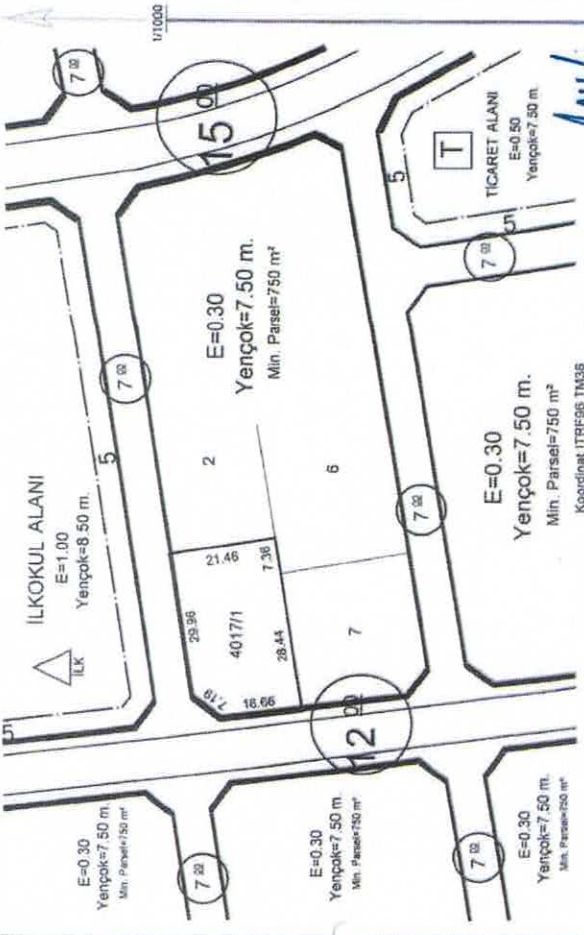 1/1000
İLKOKUL ALANI
E=1.00
Yençok=8.50 m.
İLK
5
5
7 00
7 00
15 00
E=0.30
Yençok=7.50 m.
Min. Parsel=750 m²
2
6
7
4017/1
29.96
21.46
7.36
28.44
18.66
7.19
12 00
E=0.30
Yençok=7.50 m.
Min. Parsel=750 m²
7 00
E=0.30
Yençok=7.50 m.
Min. Parsel=750 m²
7 00
E=0.30
Yençok=7.50 m.
Min. Parsel=750 m²
7 00
E=0.30
Yençok=7.50 m.
Min. Parsel=750 m²
7 00
T
TİCARET ALANI
E=0.50
Yençok=7.50 m.
5
5
Koordinat ITRF96 TM36